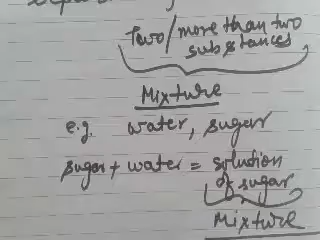 Two/more than two
substances
Mixture
e.g. water, sugar
sugar + water = solution
of sugar
Mixture